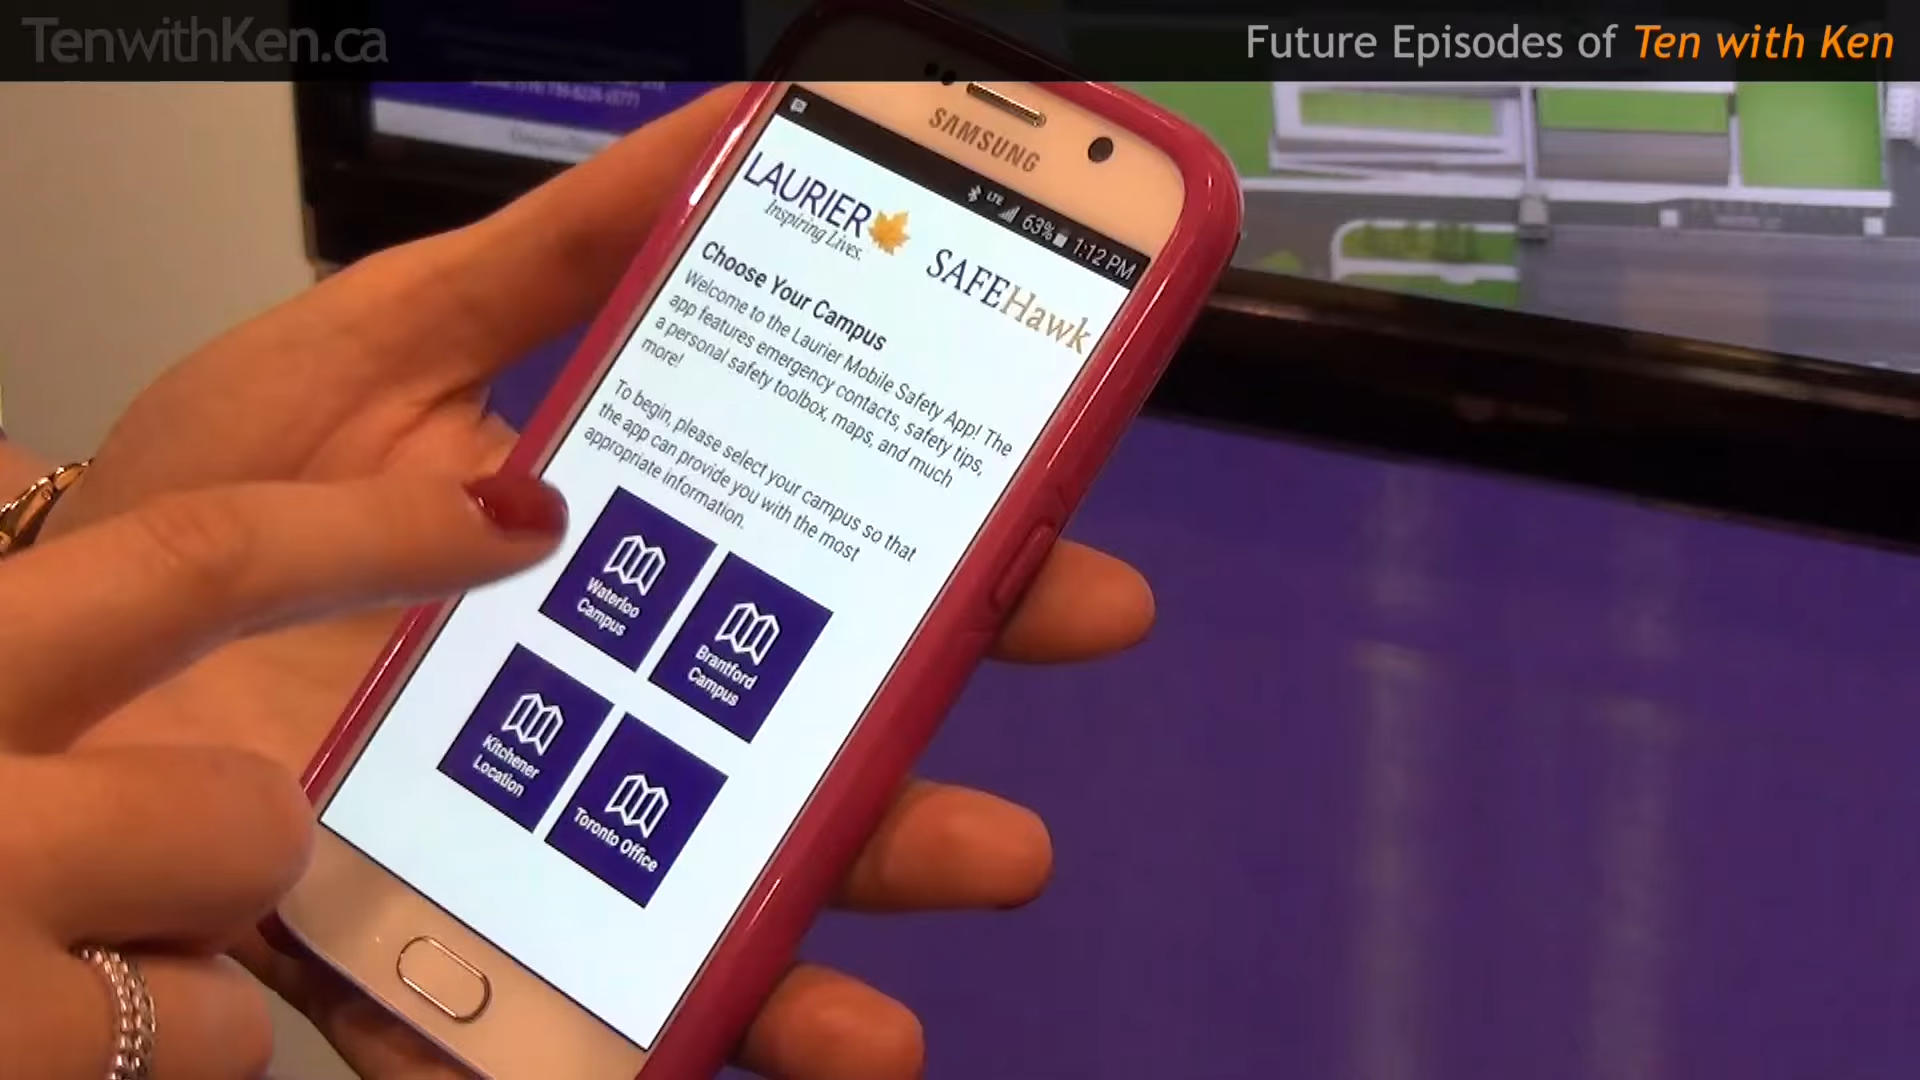 TenwithKen.ca
Future Episodes of Ten with Ken
SAMSUNG
LTE 63% 1:12 PM
LAURIER
Inspiring Lives.
SAFEHawk
Choose Your Campus
Welcome to the Laurier Mobile Safety App! The
app features emergency contacts, safety tips,
a personal safety toolbox, maps, and much
more!
To begin, please select your campus so that
the app can provide you with the most
appropriate information.
Waterloo
Campus
Brantford
Campus
Kitchener
Location
Toronto Office